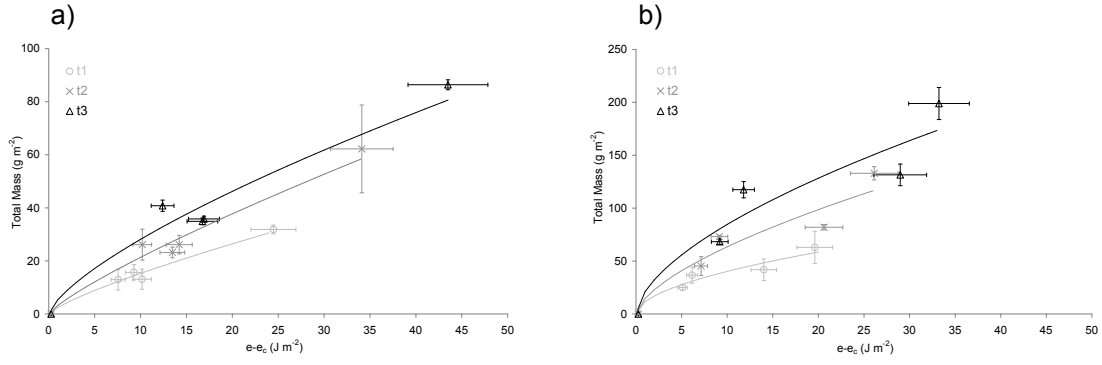 a)
100
80
60
40
20
0
Total Mass (g m⁻²)
t1
t2
t3
0 5 10 15 20 25 30 35 40 45 50
e-e_c (J m⁻²)
b)
250
200
150
100
50
0
Total Mass (g m⁻²)
t1
t2
t3
0 5 10 15 20 25 30 35 40 45 50
e-e_c (J m⁻²)